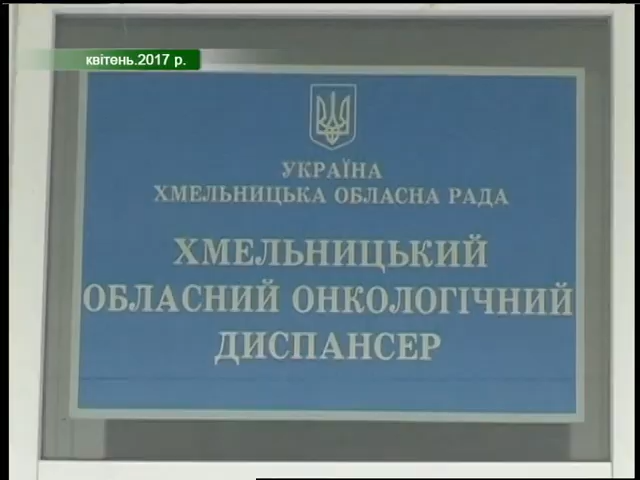 квітень.2017 р.
УКРАЇНА
ХМЕЛЬНИЦЬКА ОБЛАСНА РАДА
ХМЕЛЬНИЦЬКИЙ
ОБЛАСНИЙ ОНКОЛОГІЧНИЙ
ДИСПАНСЕР